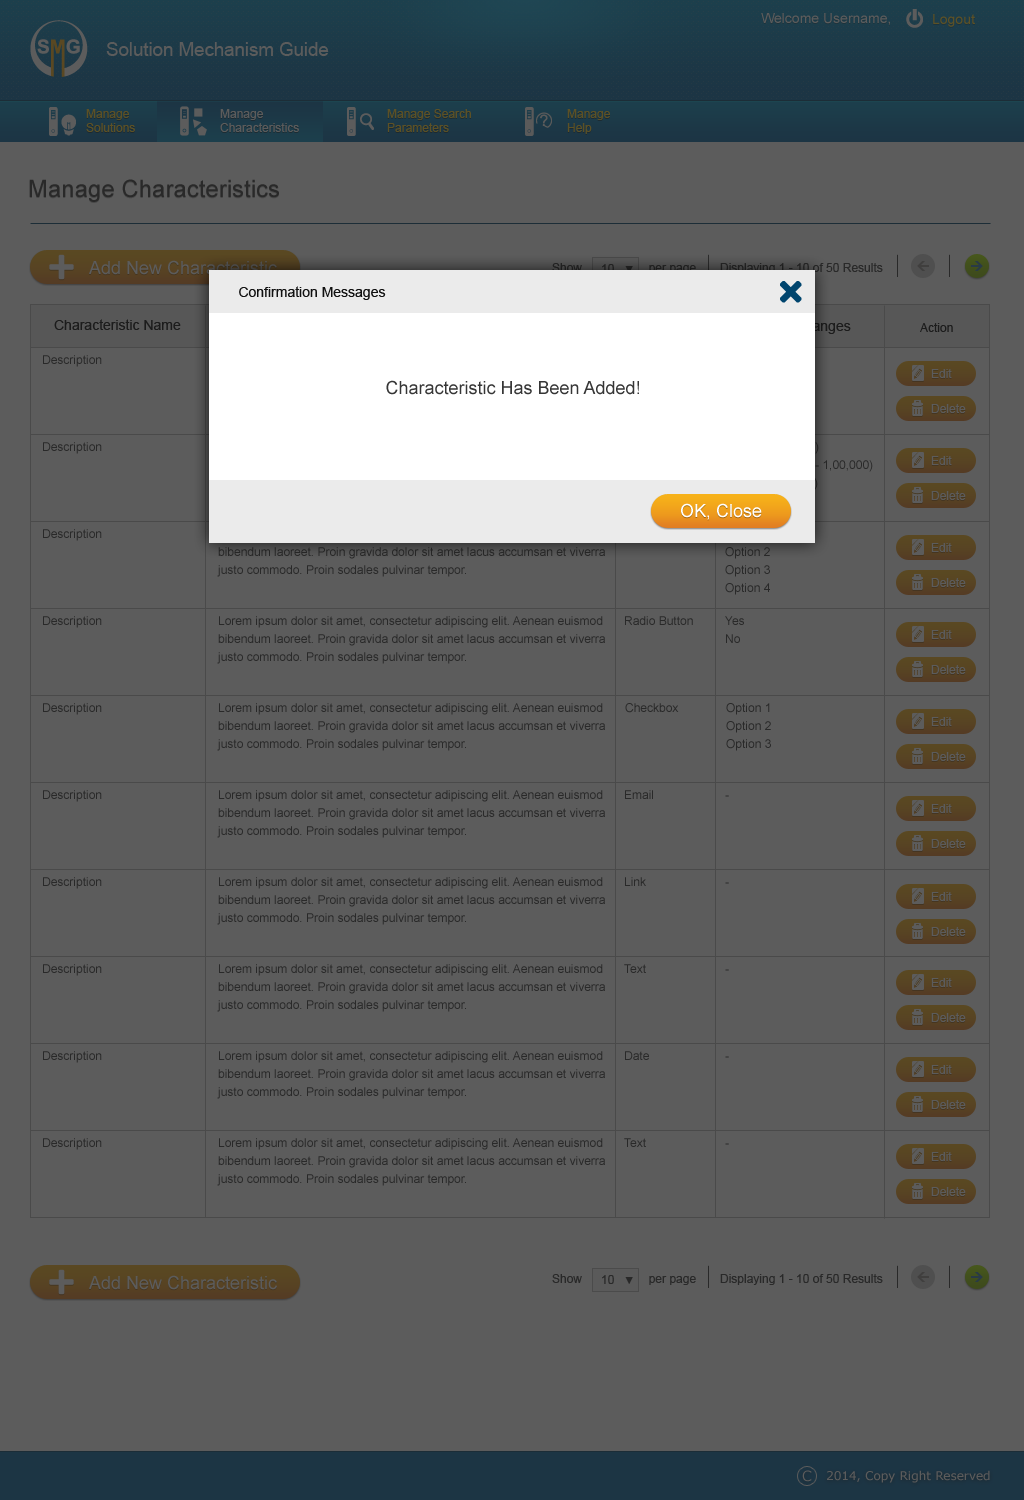 Welcome Username,
Logout
SMG
Solution Mechanism Guide
Manage
Solutions
Manage
Characteristics
Manage Search
Parameters
Manage
Help
Manage Characteristics
Add New Characteristic
Show 10 per page
Displaying 1 - 10 of 50 Results
Confirmation Messages
Characteristic Has Been Added!
OK, Close
Characteristic Name
Action
Description
Edit
Delete
Description
- 1,00,000)
Edit
Delete
Description
bibendum laoreet. Proin gravida dolor sit amet lacus accumsan et viverra
justo commodo. Proin sodales pulvinar tempor.
Option 2
Option 3
Option 4
Edit
Delete
Description
Lorem ipsum dolor sit amet, consectetur adipiscing elit. Aenean euismod
bibendum laoreet. Proin gravida dolor sit amet lacus accumsan et viverra
justo commodo. Proin sodales pulvinar tempor.
Radio Button
Yes
No
Edit
Delete
Description
Lorem ipsum dolor sit amet, consectetur adipiscing elit. Aenean euismod
bibendum laoreet. Proin gravida dolor sit amet lacus accumsan et viverra
justo commodo. Proin sodales pulvinar tempor.
Checkbox
Option 1
Option 2
Option 3
Edit
Delete
Description
Lorem ipsum dolor sit amet, consectetur adipiscing elit. Aenean euismod
bibendum laoreet. Proin gravida dolor sit amet lacus accumsan et viverra
justo commodo. Proin sodales pulvinar tempor.
Email
-
Edit
Delete
Description
Lorem ipsum dolor sit amet, consectetur adipiscing elit. Aenean euismod
bibendum laoreet. Proin gravida dolor sit amet lacus accumsan et viverra
justo commodo. Proin sodales pulvinar tempor.
Link
-
Edit
Delete
Description
Lorem ipsum dolor sit amet, consectetur adipiscing elit. Aenean euismod
bibendum laoreet. Proin gravida dolor sit amet lacus accumsan et viverra
justo commodo. Proin sodales pulvinar tempor.
Text
-
Edit
Delete
Description
Lorem ipsum dolor sit amet, consectetur adipiscing elit. Aenean euismod
bibendum laoreet. Proin gravida dolor sit amet lacus accumsan et viverra
justo commodo. Proin sodales pulvinar tempor.
Date
-
Edit
Delete
Description
Lorem ipsum dolor sit amet, consectetur adipiscing elit. Aenean euismod
bibendum laoreet. Proin gravida dolor sit amet lacus accumsan et viverra
justo commodo. Proin sodales pulvinar tempor.
Text
-
Edit
Delete
Add New Characteristic
Show 10 per page
Displaying 1 - 10 of 50 Results
© 2014, Copy Right Reserved